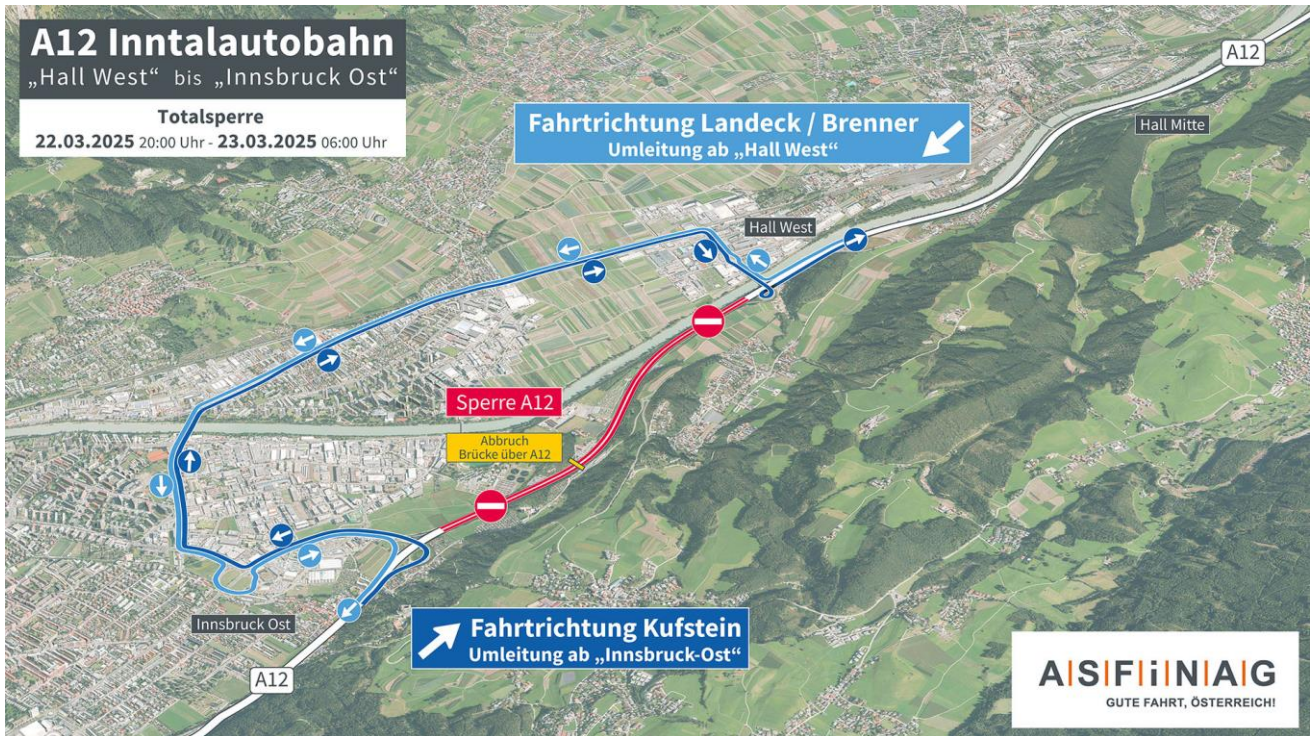 A12 Inntalautobahn
„Hall West“ bis „Innsbruck Ost“
Totalsperre
22.03.2025 20:00 Uhr - 23.03.2025 06:00 Uhr
A12
Fahrtrichtung Landeck / Brenner
Umleitung ab „Hall West“
Hall Mitte
Hall West
Sperre A12
Abbruch
Brücke über A12
Innsbruck Ost
Fahrtrichtung Kufstein
Umleitung ab „Innsbruck-Ost“
A12
A|S|F|i|N|A|G
GUTE FAHRT, ÖSTERREICH!